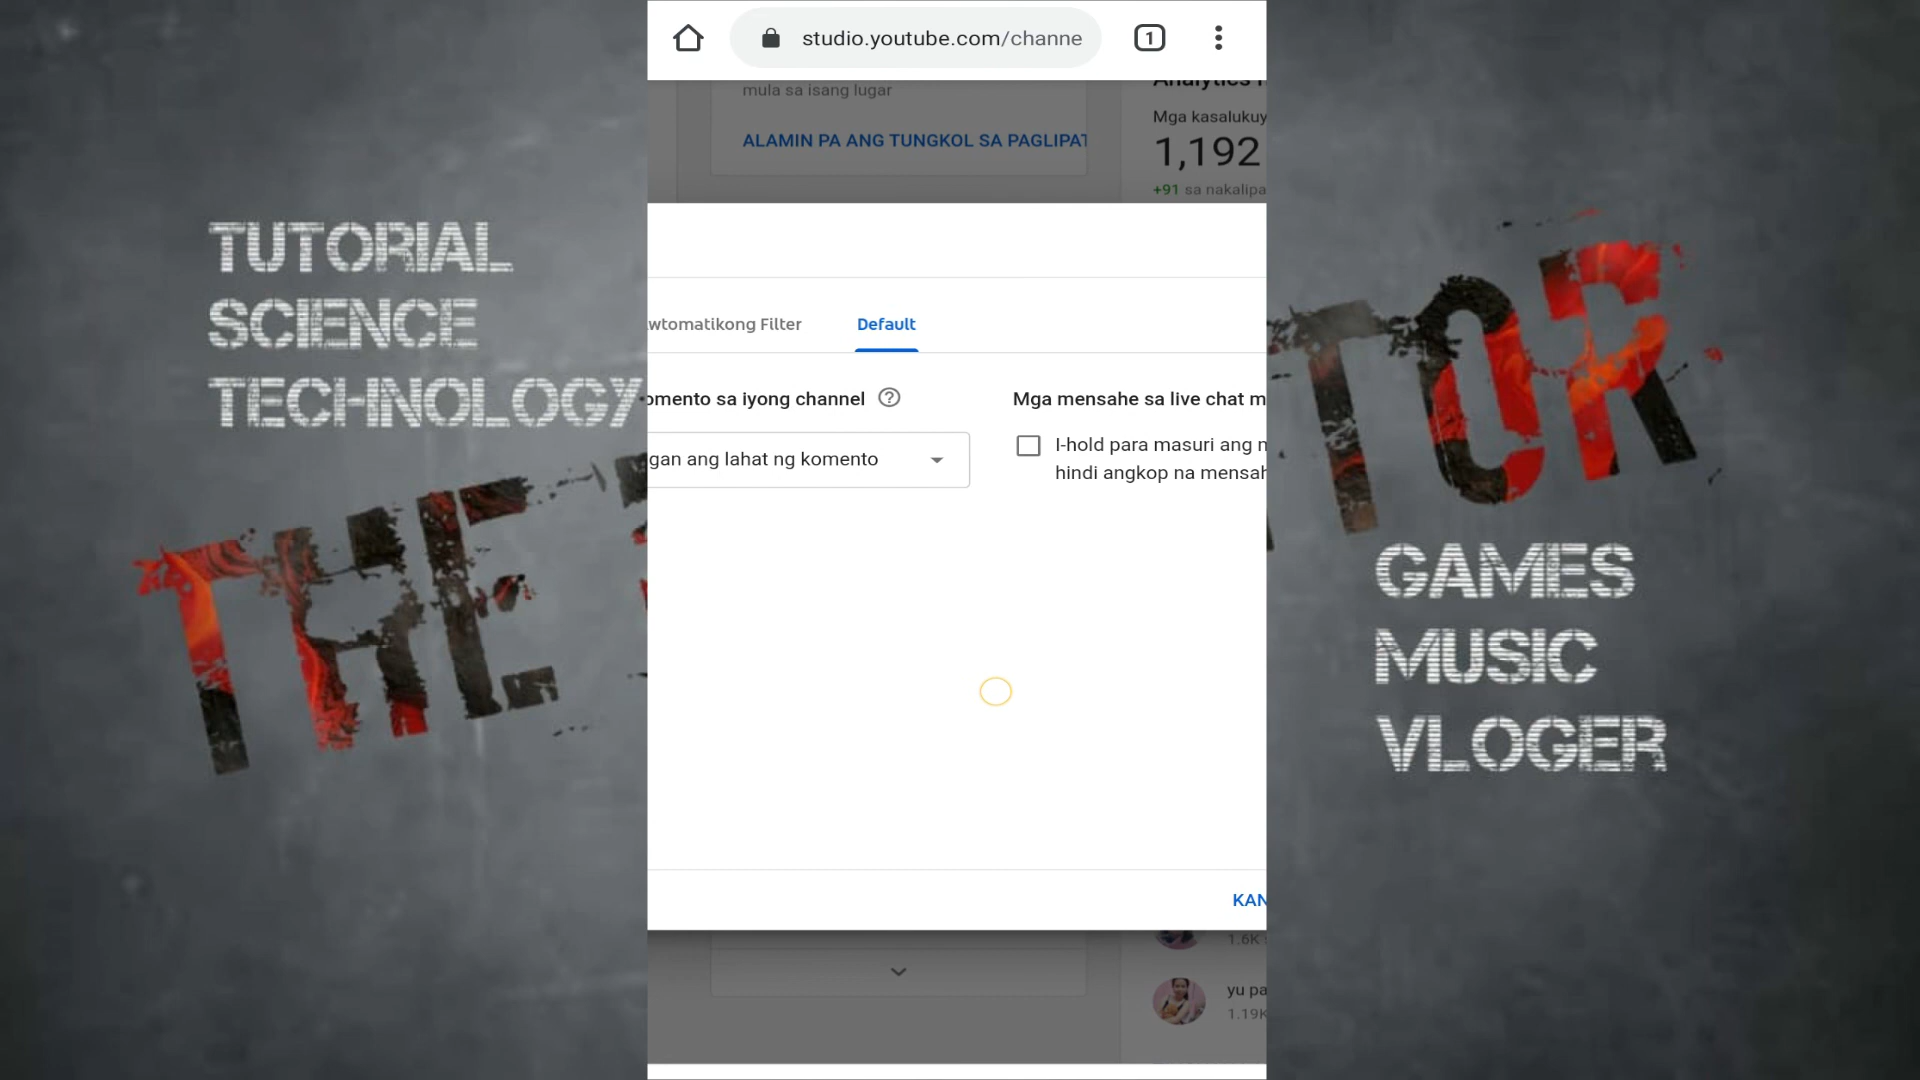 studio.youtube.com/channe
1
mula sa isang lugar
ALAMIN PA ANG TUNGKOL SA PAGLIPAT
Mga kasalukuy
1,192
+91 sa nakalipa
TUTORIAL
SCIENCE
TECHNOLOGY
THE
TOR
GAMES
MUSIC
VLOGER
wtomatikong Filter
Default
omento sa iyong channel
Mga mensahe sa live chat m
gan ang lahat ng komento
I-hold para masuri ang m
hindi angkop na mensah
KAN
1.6K
yu pa
1.19K